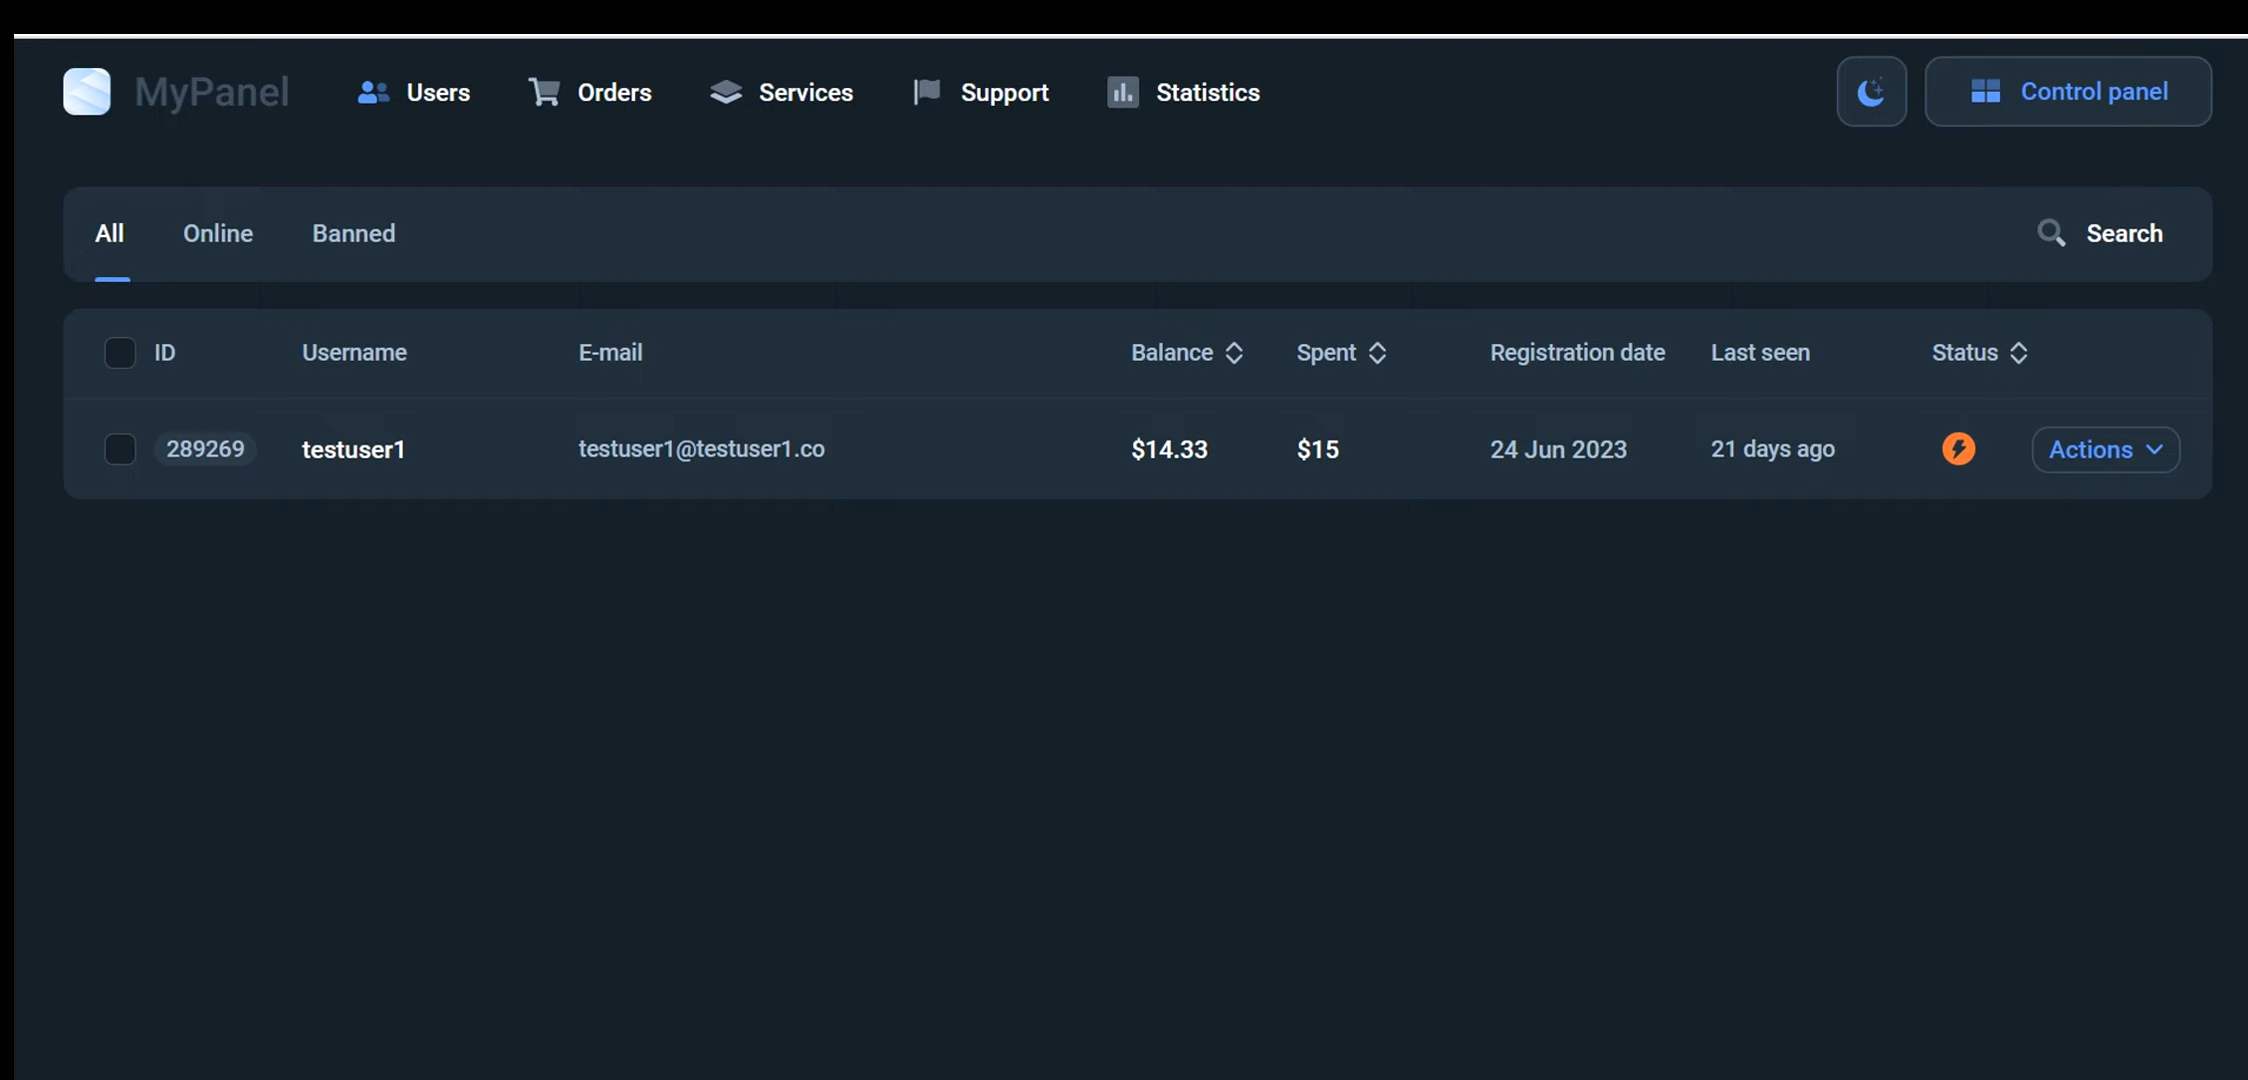 MyPanel Users Orders Services Support Statistics Control panel
All Online Banned Search
ID Username E-mail Balance Spent Registration date Last seen Status
289269 testuser1 testuser1@testuser1.co $14.33 $15 24 Jun 2023 21 days ago Actions